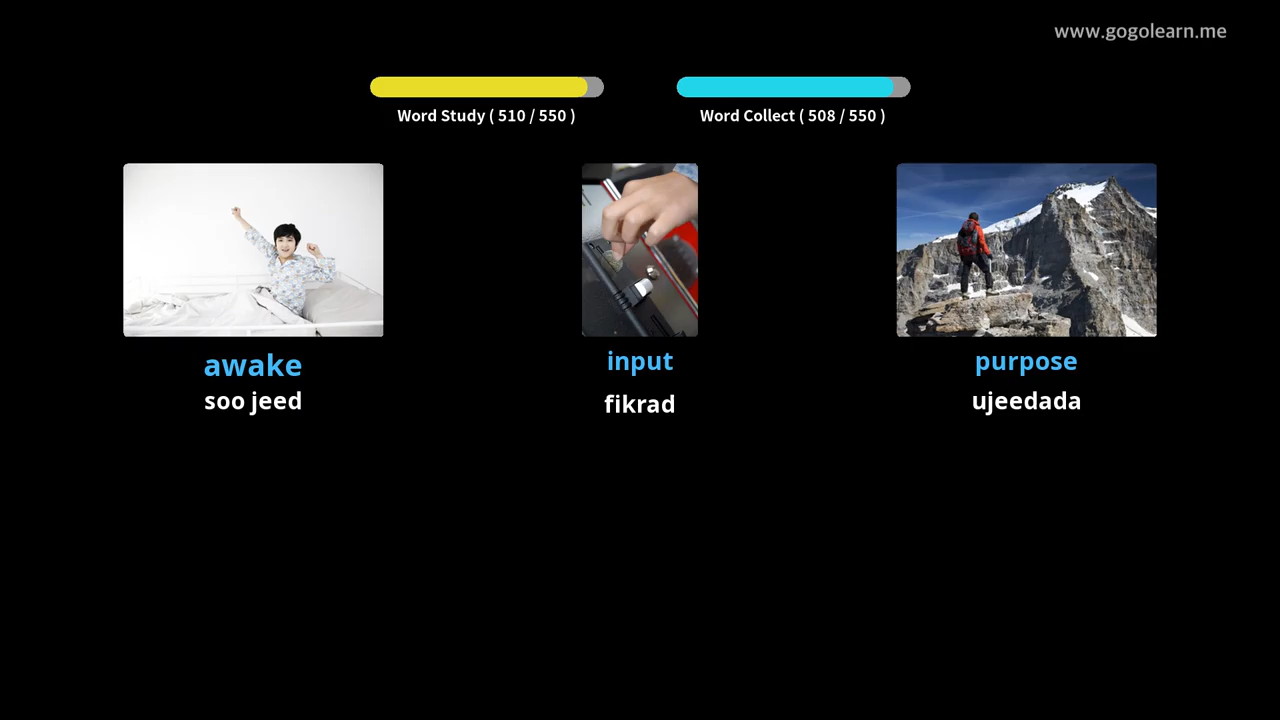 www.gogolearn.me
Word Study ( 510 / 550 )
Word Collect ( 508 / 550 )
awake
soo jeed
input
fikrad
purpose
ujeedada